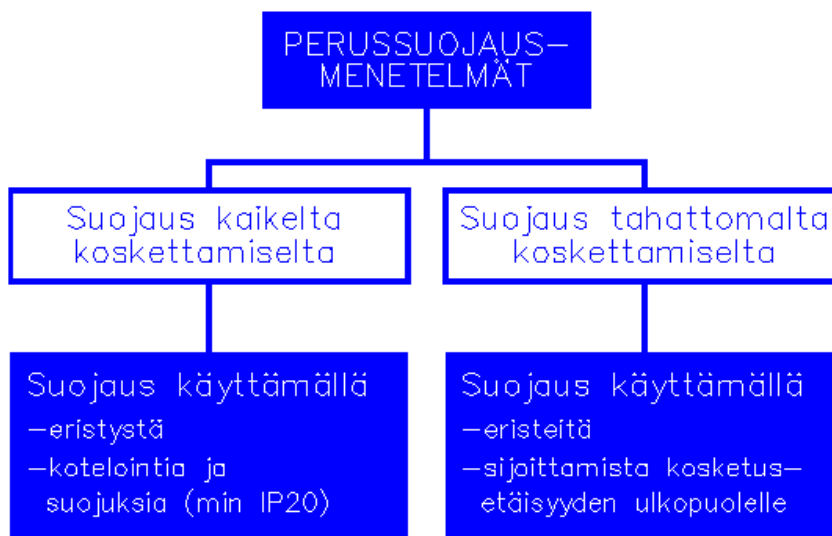 PERUSSUOJAUS-
MENETELMÄT
Suojaus kaikelta
koskettamiselta
Suojaus tahattomalta
koskettamiselta
Suojaus käyttämällä
-eristystä
-kotelointia ja
suojuksia (min IP20)
Suojaus käyttämällä
-eristeitä
-sijoittamista kosketus-
etäisyyden ulkopuolelle